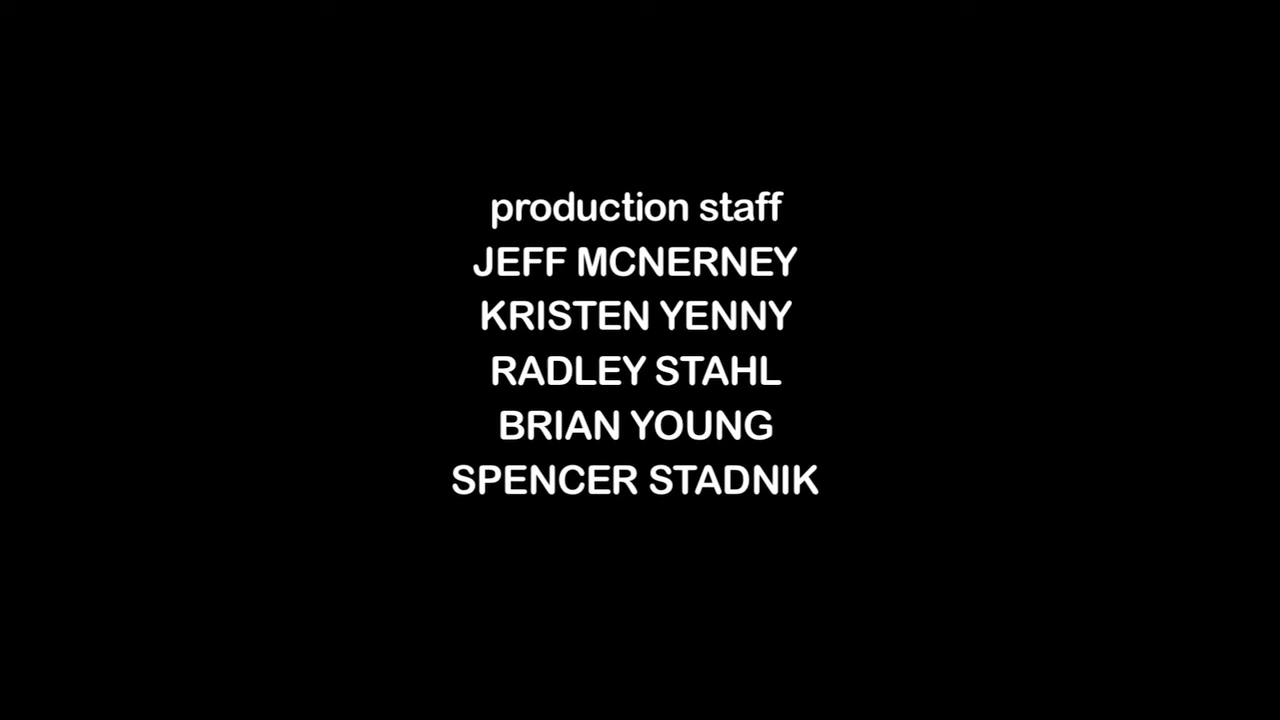 production staff
JEFF MCNERNEY
KRISTEN YENNY
RADLEY STAHL
BRIAN YOUNG
SPENCER STADNIK